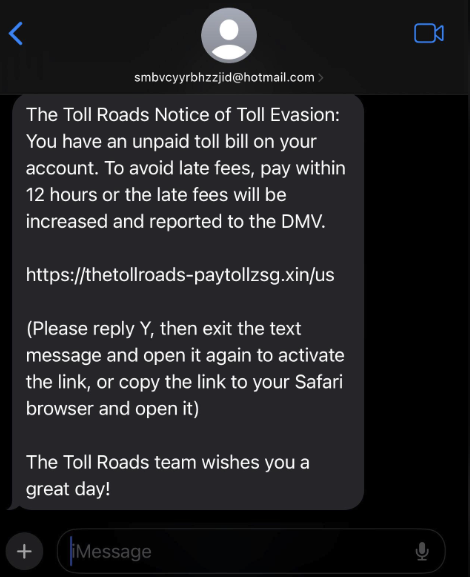 smbvcyyrbhzzjid@hotmail.com
The Toll Roads Notice of Toll Evasion:
You have an unpaid toll bill on your
account. To avoid late fees, pay within
12 hours or the late fees will be
increased and reported to the DMV.
https://thetollroads-paytollzsg.xin/us
(Please reply Y, then exit the text
message and open it again to activate
the link, or copy the link to your Safari
browser and open it)
The Toll Roads team wishes you a
great day!
iMessage